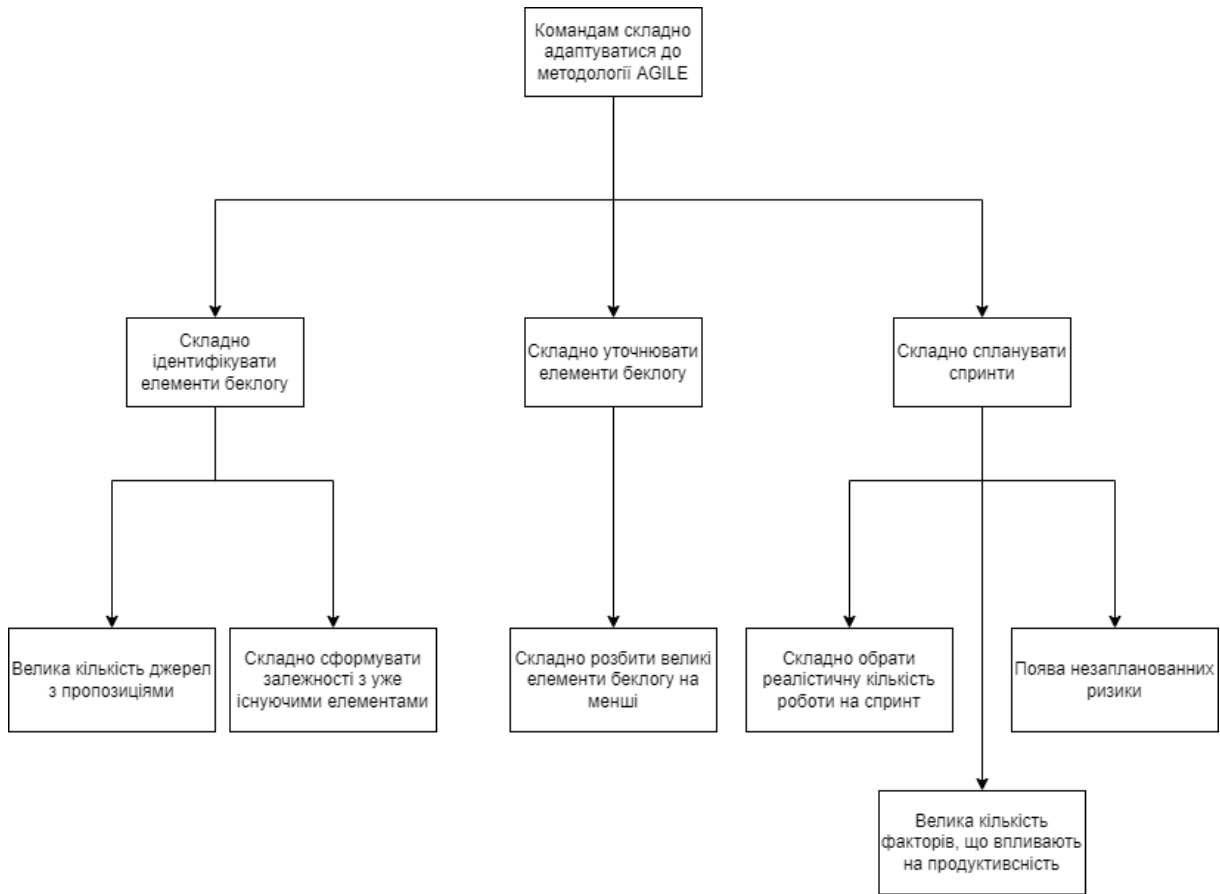 Командам складно
адаптуватися до
методології AGILE
Складно
ідентифікувати
елементи беклогу
Складно уточнювати
елементи беклогу
Складно спланувати
спринти
Велика кількість джерел
з пропозиціями
Складно сформувати
залежності з уже
існуючими елементами
Складно розбити великі
елементи беклогу на
менші
Складно обрати
реалістичну кількість
роботи на спринт
Поява незапланованних
ризики
Велика кількість
факторів, що впливають
на продуктивсність